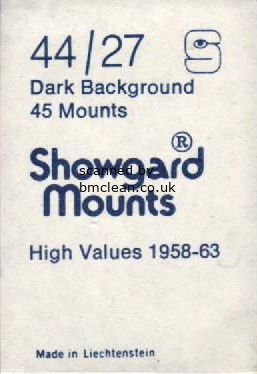 44/27
Dark Background
45 Mounts
Showgard®
scanned by
bmclean.co.uk
Mounts
High Values 1958-63
Made in Liechtenstein